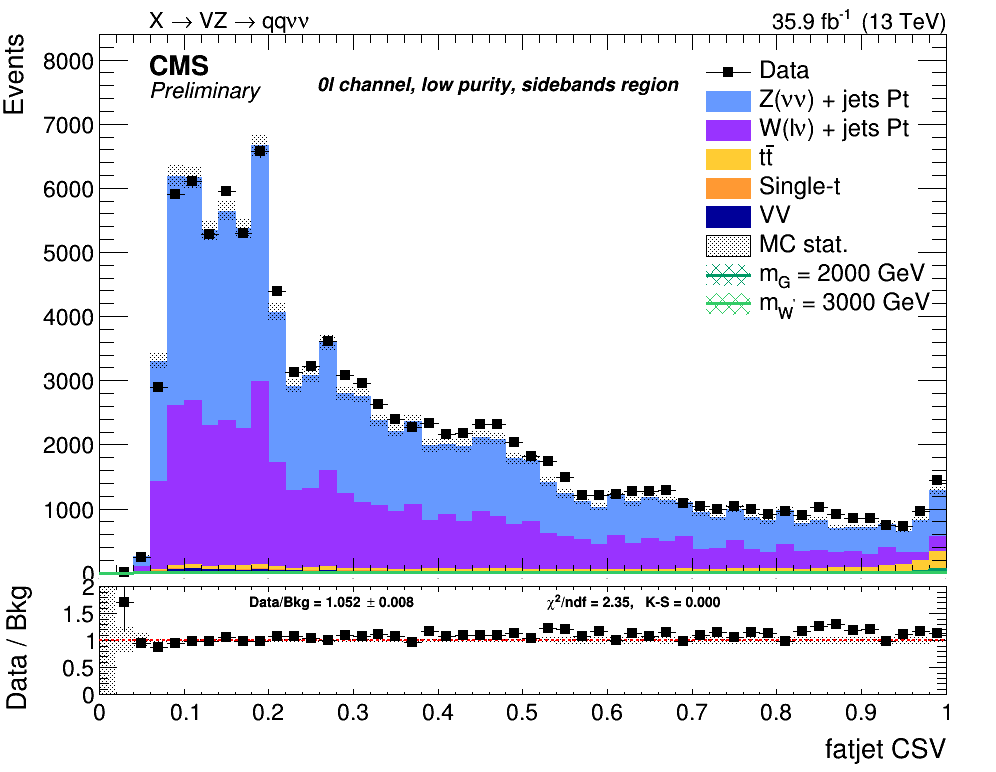 X → VZ → qqνν
35.9 fb⁻¹ (13 TeV)
Events
CMS
Preliminary
0l channel, low purity, sidebands region
Data
Z(νν) + jets Pt
W(lν) + jets Pt
tt̄
Single-t
VV
MC stat.
m_G = 2000 GeV
m_W' = 3000 GeV
8000
7000
6000
5000
4000
3000
2000
1000
0
Data / Bkg
Data/Bkg = 1.052 ± 0.008
χ²/ndf = 2.35, K-S = 0.000
2
1.5
1
0.5
0
0 0.1 0.2 0.3 0.4 0.5 0.6 0.7 0.8 0.9 1
fatjet CSV